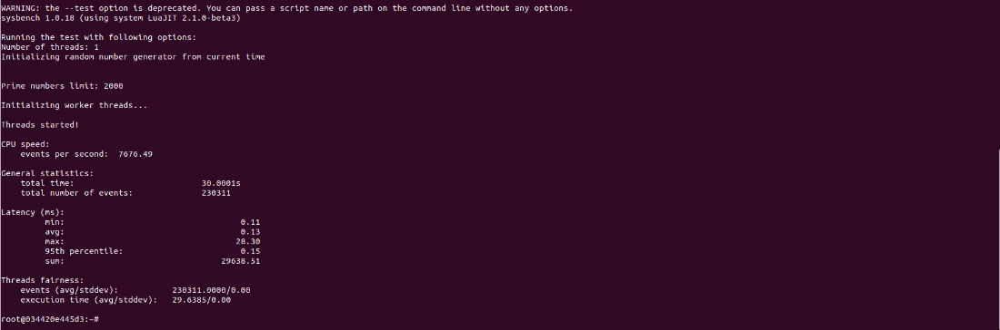 WARNING: the --test option is deprecated. You can pass a script name or path on the command line without any options.
sysbench 1.0.18 (using system LuaJIT 2.1.0-beta3)
Running the test with following options:
Number of threads: 1
Initializing random number generator from current time
Prime numbers limit: 2000
Initializing worker threads...
Threads started!
CPU speed:
events per second: 7676.49
General statistics:
total time: 30.0001s
total number of events: 230311
Latency (ms):
min: 0.11
avg: 0.13
max: 28.30
95th percentile: 0.15
sum: 29638.51
Threads fairness:
events (avg/stddev): 230311.0000/0.00
execution time (avg/stddev): 29.6385/0.00
root@034420e445d3:~#